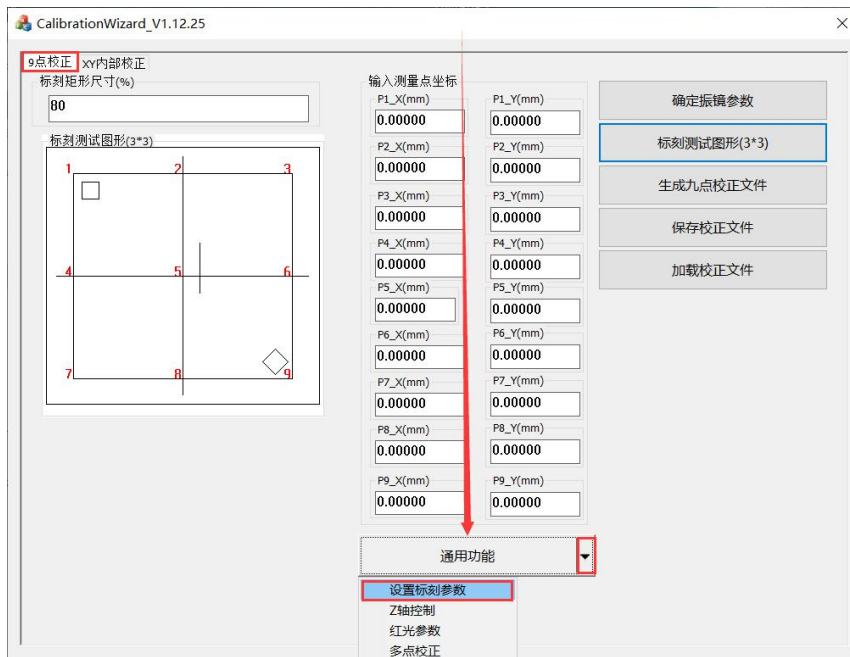 CalibrationWizard_V1.12.25
9点校正 XY内部校正
标刻矩形尺寸(%)
80
标刻测试图形(3*3)
1 2 3
4 5 6
7 8 9
输入测量点坐标
P1_X(mm) P1_Y(mm)
0.00000 0.00000
P2_X(mm) P2_Y(mm)
0.00000 0.00000
P3_X(mm) P3_Y(mm)
0.00000 0.00000
P4_X(mm) P4_Y(mm)
0.00000 0.00000
P5_X(mm) P5_Y(mm)
0.00000 0.00000
P6_X(mm) P6_Y(mm)
0.00000 0.00000
P7_X(mm) P7_Y(mm)
0.00000 0.00000
P8_X(mm) P8_Y(mm)
0.00000 0.00000
P9_X(mm) P9_Y(mm)
0.00000 0.00000
确定振镜参数
标刻测试图形(3*3)
生成九点校正文件
保存校正文件
加载校正文件
通用功能
设置标刻参数
Z轴控制
红光参数
多点校正